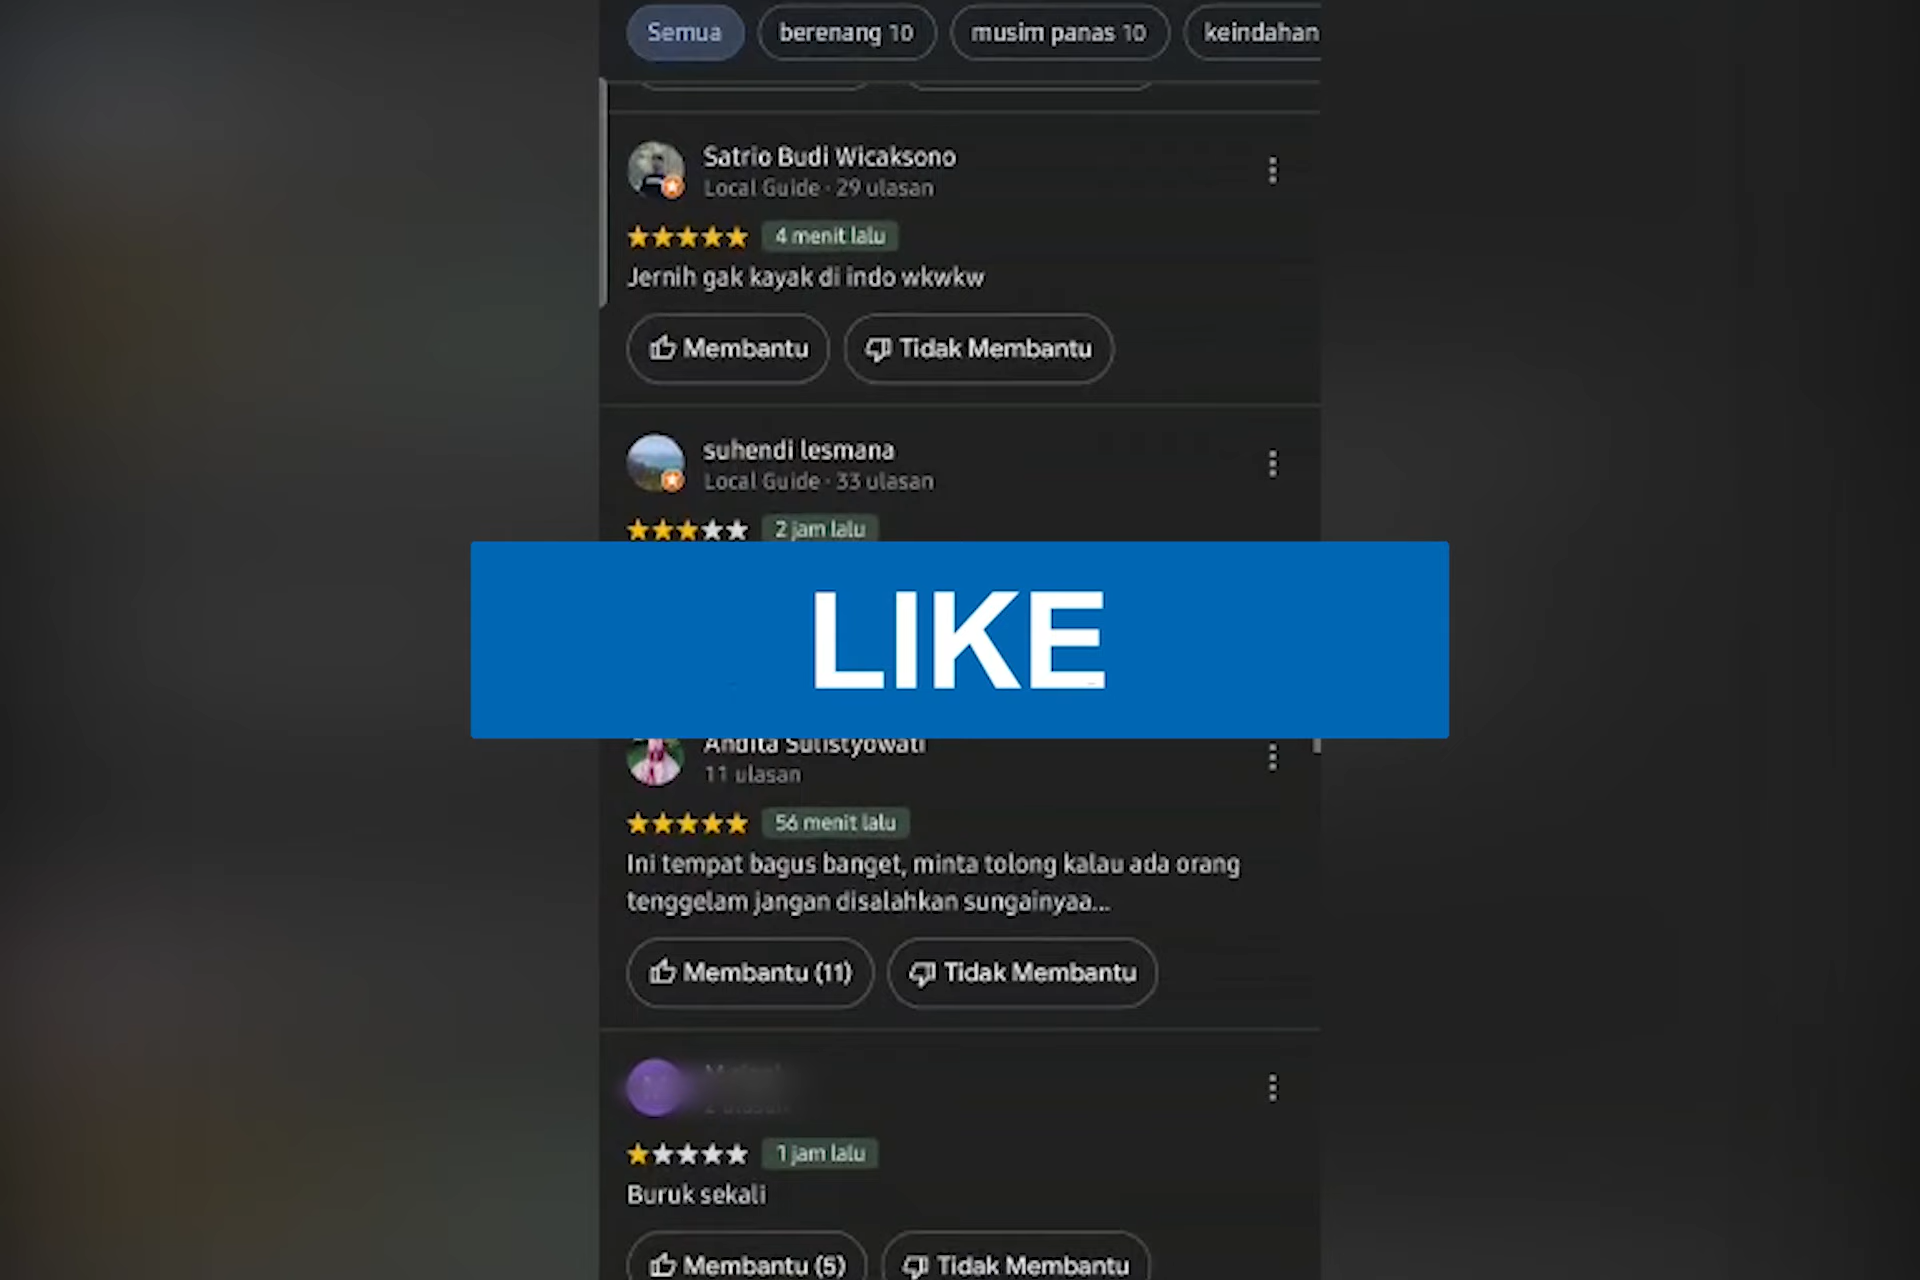 Semua
berenang 10
musim panas 10
keindahan
Satrio Budi Wicaksono
Local Guide · 29 ulasan
4 menit lalu
Jernih gak kayak di indo wkwkw
Membantu
Tidak Membantu
suhendi lesmana
Local Guide · 33 ulasan
2 jam lalu
LIKE
Andita Sulistyowati
11 ulasan
56 menit lalu
Ini tempat bagus banget, minta tolong kalau ada orang
tenggelam jangan disalahkan sungainyaa...
Membantu (11)
Tidak Membantu
1 jam lalu
Buruk sekali
Membantu (5)
Tidak Membantu